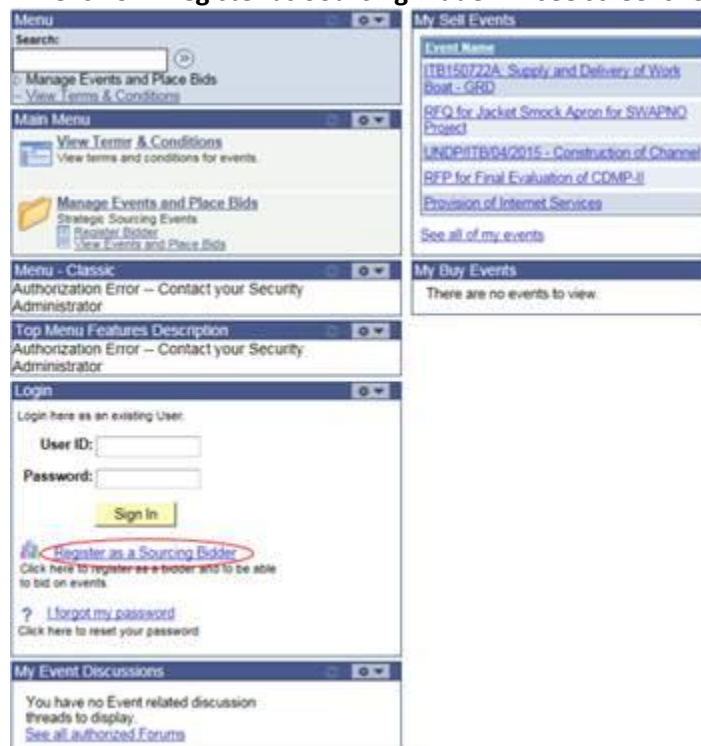 Menu
Search:
Manage Events and Place Bids
View Terms & Conditions
Main Menu
View Terms & Conditions
View terms and conditions for events.
Manage Events and Place Bids
Strategic Sourcing Events
Register Bidder
View Events and Place Bids
Menu - Classic
Authorization Error -- Contact your Security
Administrator
Top Menu Features Description
Authorization Error -- Contact your Security
Administrator
Login
Login here as an existing User.
User ID:
Password:
Sign In
Register as a Sourcing Bidder
Click here to register as a bidder and to be able
to bid on events.
? I forgot my password
Click here to reset your password
My Event Discussions
You have no Event related discussion
threads to display.
See all authorized Forums
My Sell Events
Event Name
ITB150722A_Supply and Delivery of Work
Boat - GRD
RFQ for Jacket Smock Apron for SWAPNO
Project
UNDP/ITB/04/2015 - Construction of Channel
RFP for Final Evaluation of CDMP-II
Provision of Internet Services
See all of my events
My Buy Events
There are no events to view.